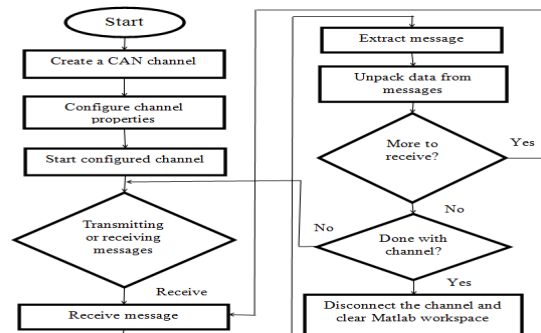 Start
Create a CAN channel
Configure channel
properties
Start configured channel
Transmitting
or receiving
messages
Receive
Receive message
Extract message
Unpack data from
messages
More to
receive?
Yes
No
Done with
channel?
No
Yes
Disconnect the channel and
clear Matlab workspace